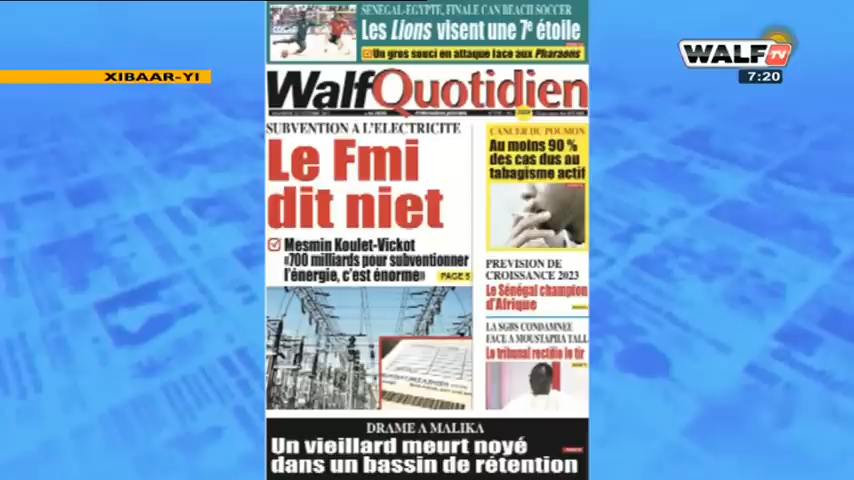 SENEGAL-EGYPTE, FINALE CAN BEACH SOCCER
Les Lions visent une 7e étoile
Un gros souci en attaque face aux Pharaons
WALF TV
7:20
XIBAAR-YI
Walf Quotidien
SUBVENTION A L'ELECTRICITE
Le Fmi
dit niet
Mesmin Koulet-Vickot
«700 milliards pour subventionner
l'énergie, c'est énorme»
PAGE 5
CANCER DU POUMON
Au moins 90 %
des cas dus au
tabagisme actif
PREVISION DE
CROISSANCE 2023
Le Sénégal champion
d'Afrique
LA SGBS CONDAMNEE
FACE A MOUSTAPHA TALL
Le tribunal rectifie le tir
DRAME A MALIKA
Un vieillard meurt noyé
dans un bassin de rétention